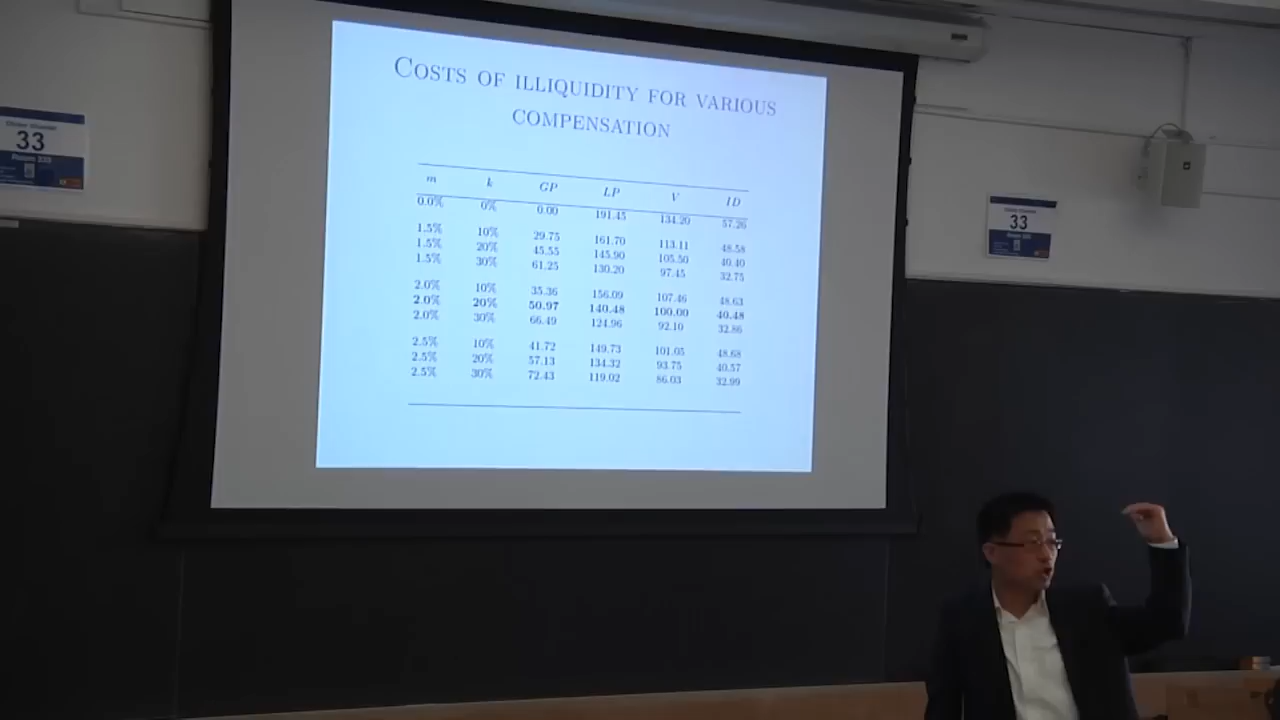 COSTS OF ILLIQUIDITY FOR VARIOUS
COMPENSATION
m k GP LP V ID
0.0% 0% 0.00 191.45 134.20 57.26
1.5% 10% 29.75 161.70 113.11 48.58
1.5% 20% 45.55 145.90 105.50 40.40
1.5% 30% 61.25 130.20 97.45 32.75
2.0% 10% 35.36 156.09 107.46 48.63
2.0% 20% 50.97 140.48 100.00 40.48
2.0% 30% 66.49 124.96 92.10 32.86
2.5% 10% 41.72 149.73 101.05 48.68
2.5% 20% 57.13 134.32 93.75 40.57
2.5% 30% 72.43 119.02 86.03 32.99
33
Room 333
33